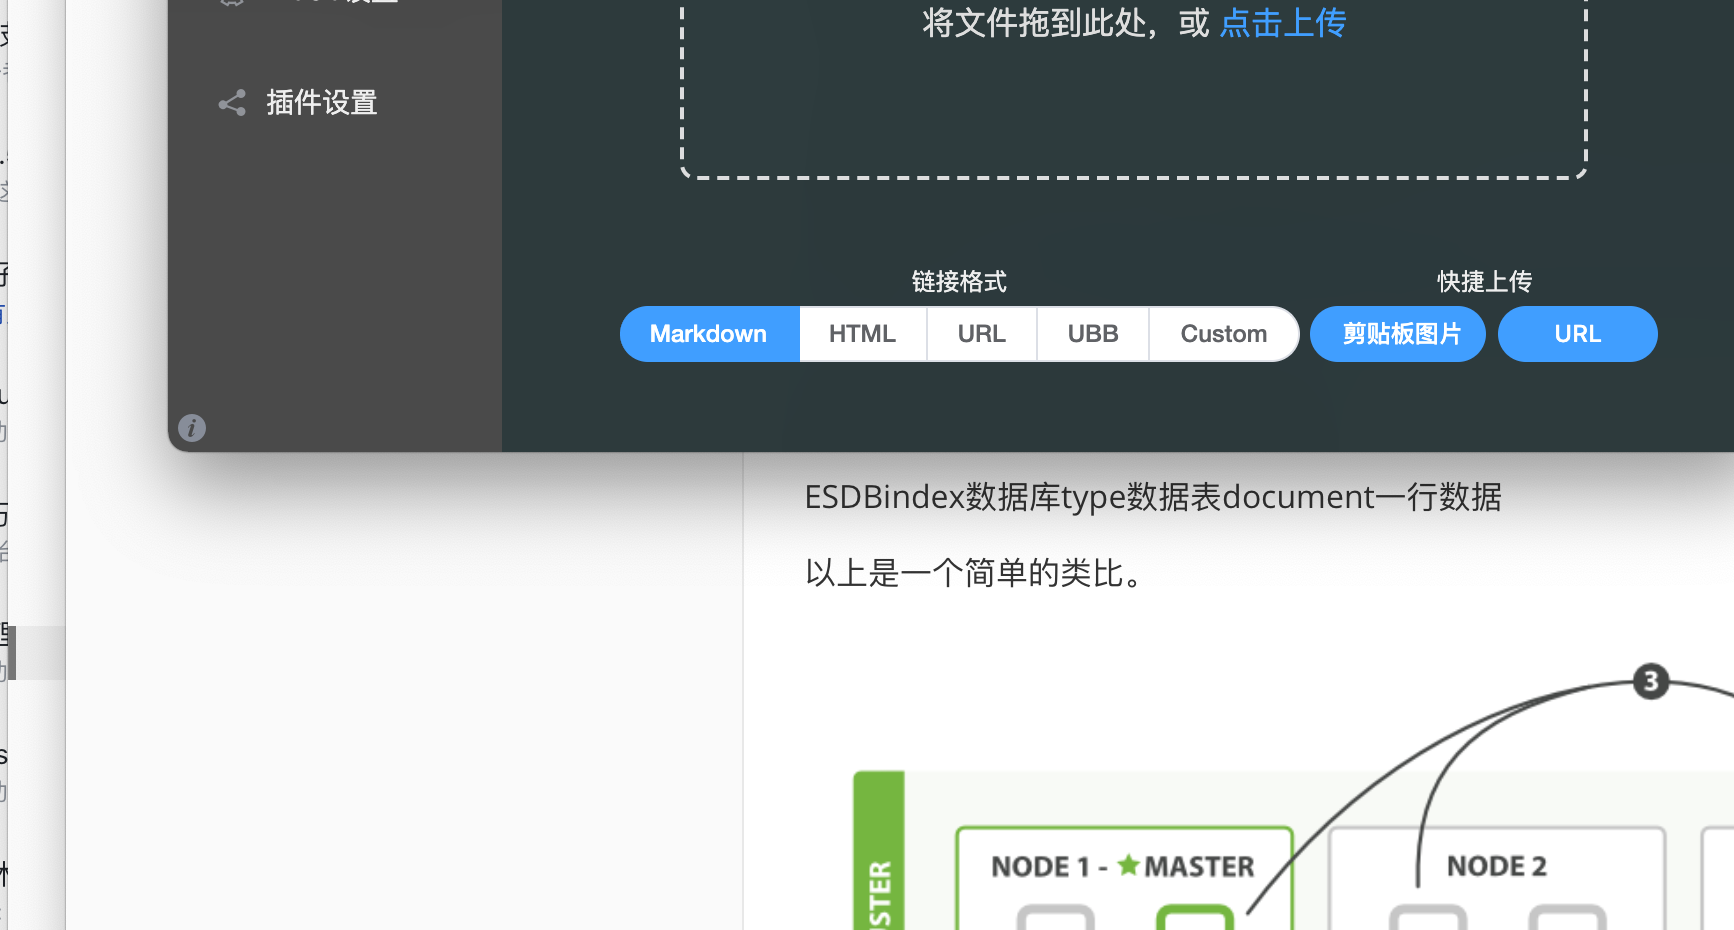 设置
将文件拖到此处，或 点击上传
插件设置
链接格式
快捷上传
Markdown HTML URL UBB Custom 剪贴板图片 URL
ESDBindex数据库type数据表document一行数据
以上是一个简单的类比。
3
NODE 1 - ★ MASTER
NODE 2
STER